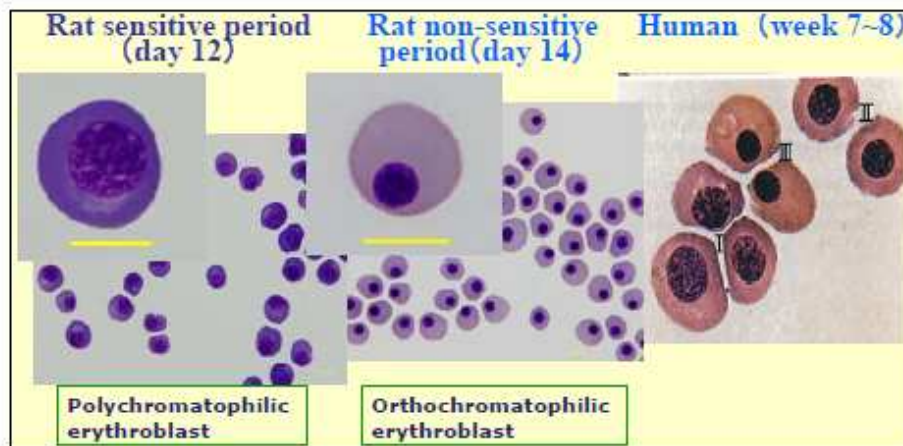 Rat sensitive period
(day 12)
Rat non-sensitive
period(day 14)
Human (week 7~8)
II
III
I
Polychromatophilic
erythroblast
Orthochromatophilic
erythroblast